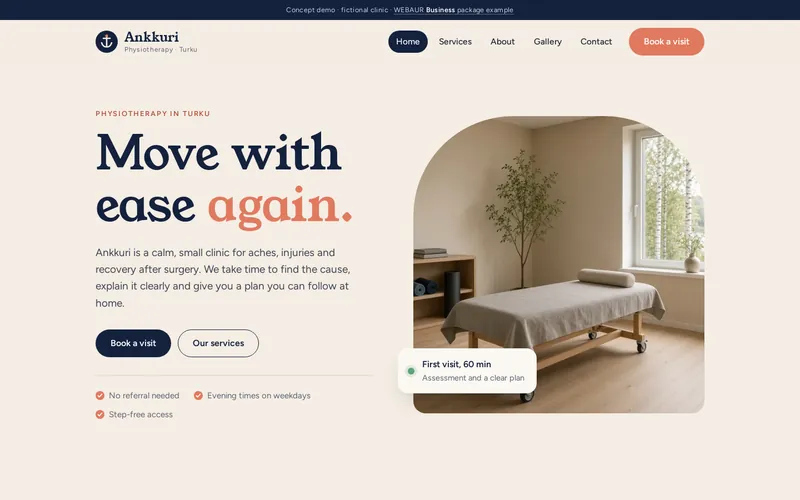 Concept demo · fictional clinic · WEBAUR Business package example
Ankkuri
Physiotherapy · Turku
Home
Services
About
Gallery
Contact
Book a visit
PHYSIOTHERAPY IN TURKU
Move with
ease again.
Ankkuri is a calm, small clinic for aches, injuries and
recovery after surgery. We take time to find the cause,
explain it clearly and give you a plan you can follow at
home.
Book a visit
Our services
No referral needed
Evening times on weekdays
Step-free access
First visit, 60 min
Assessment and a clear plan